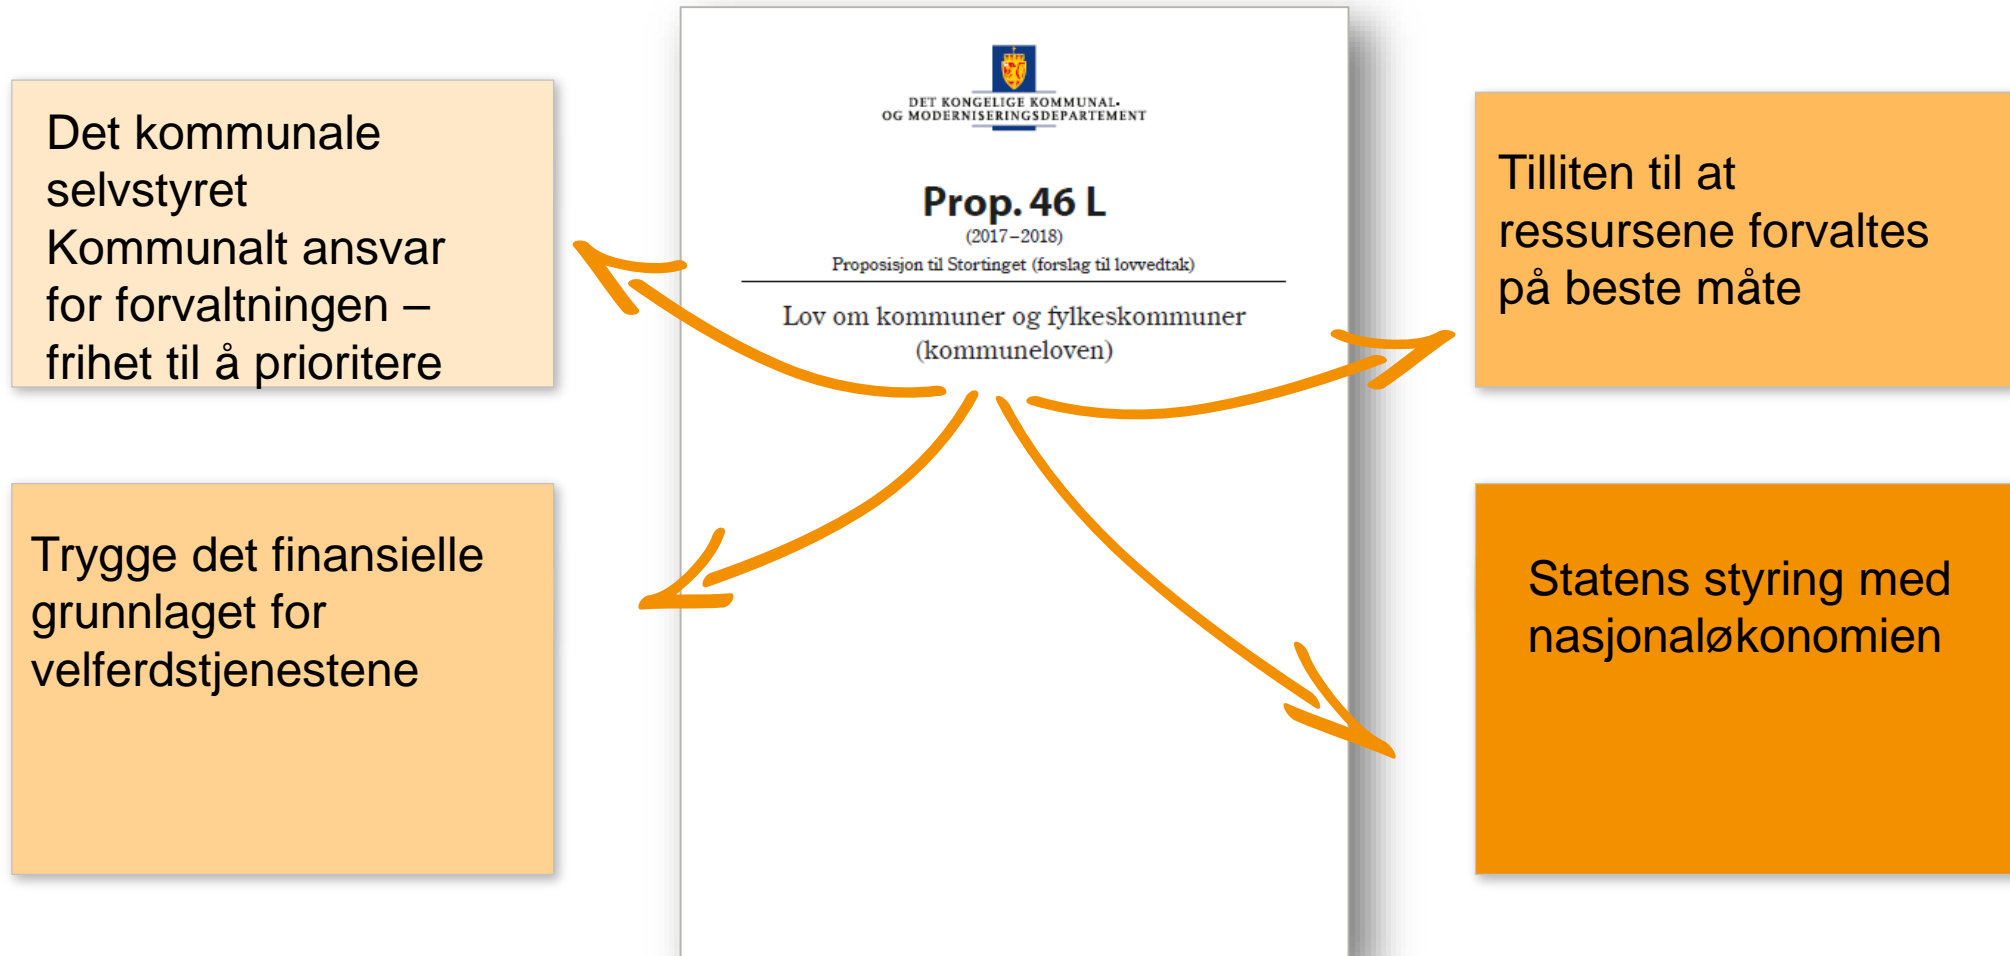 Det kommunale
selvstyret
Kommunalt ansvar
for forvaltningen –
frihet til å prioritere
Trygge det finansielle
grunnlaget for
velferdstjenestene
DET KONGELIGE KOMMUNAL-
OG MODERNISERINGSDEPARTEMENT
Prop. 46 L
(2017–2018)
Proposisjon til Stortinget (forslag til lovvedtak)
Lov om kommuner og fylkeskommuner
(kommuneloven)
Tilliten til at
ressursene forvaltes
på beste måte
Statens styring med
nasjonaløkonomien